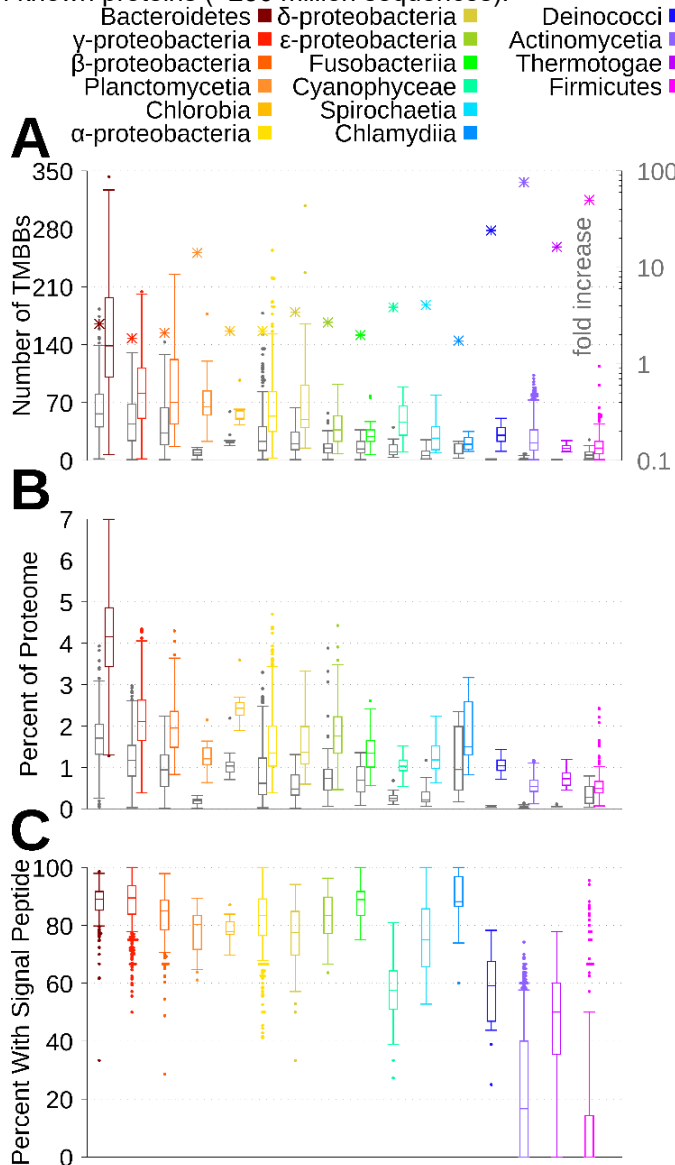 known proteins (
Bacteroidetes δ-proteobacteria Deinococci
γ-proteobacteria ε-proteobacteria Actinomycetia
β-proteobacteria Fusobacteriia Thermotogae
Planctomycetia Cyanophyceae Firmicutes
Chlorobia Spirochaetia
α-proteobacteria Chlamydiia
A
350
280
210
140
70
0
Number of TMBBs
100
10
1
0.1
fold increase
B
7
5
4
3
2
1
0
Percent of Proteome
C
100
80
60
40
20
0
Percent With Signal Peptide